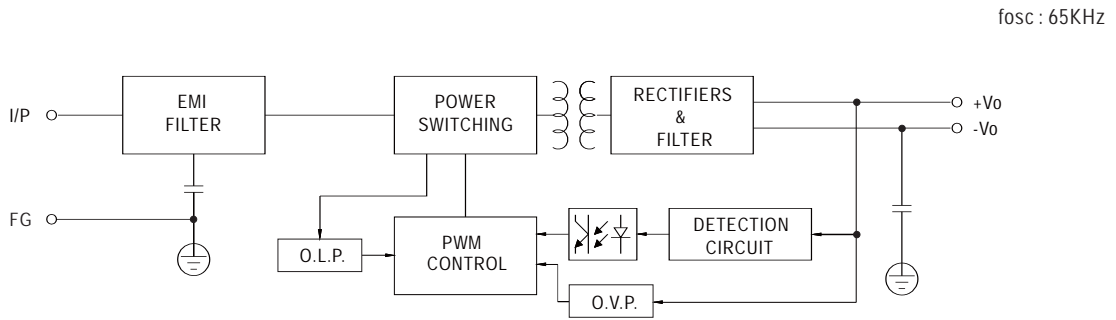 fosc : 65KHz
I/P
EMI
FILTER
POWER
SWITCHING
RECTIFIERS
&
FILTER
+Vo
-Vo
FG
O.L.P.
PWM
CONTROL
DETECTION
CIRCUIT
O.V.P.